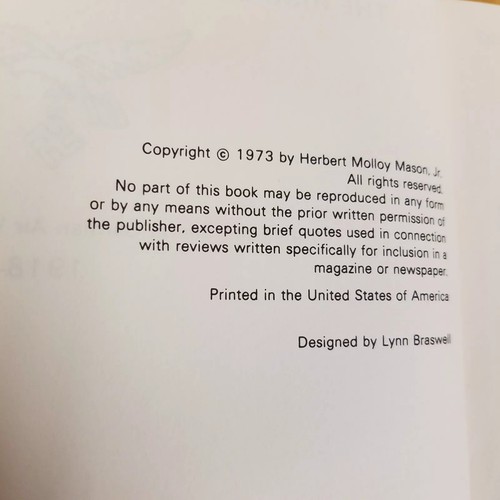 Copyright © 1973 by Herbert Molloy Mason, Jr.
All rights reserved.
No part of this book may be reproduced in any form
or by any means without the prior written permission of
the publisher, excepting brief quotes used in connection
with reviews written specifically for inclusion in a
magazine or newspaper.
Printed in the United States of America
Designed by Lynn Braswell